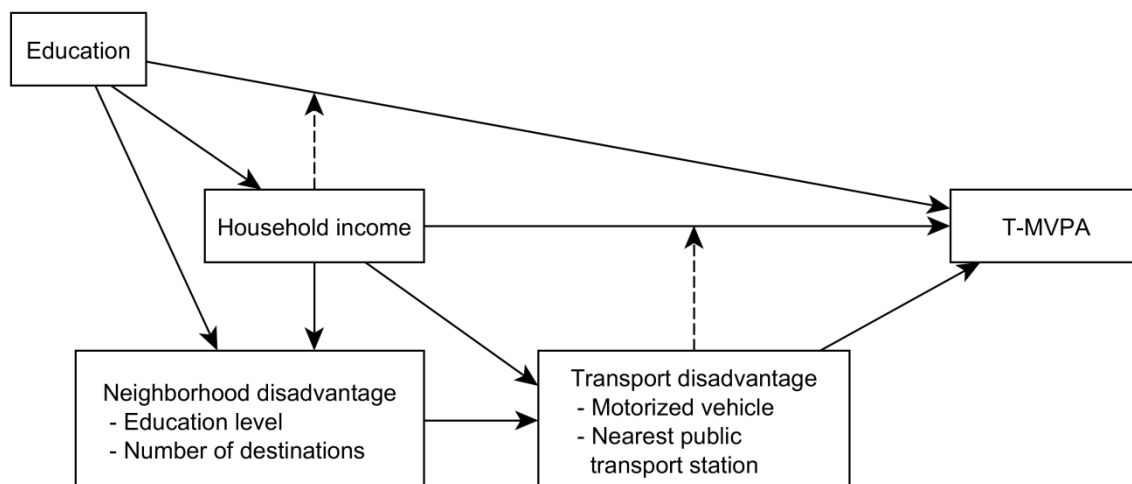 Education
Household income
T-MVPA
Neighborhood disadvantage
- Education level
- Number of destinations
Transport disadvantage
- Motorized vehicle
- Nearest public
transport station